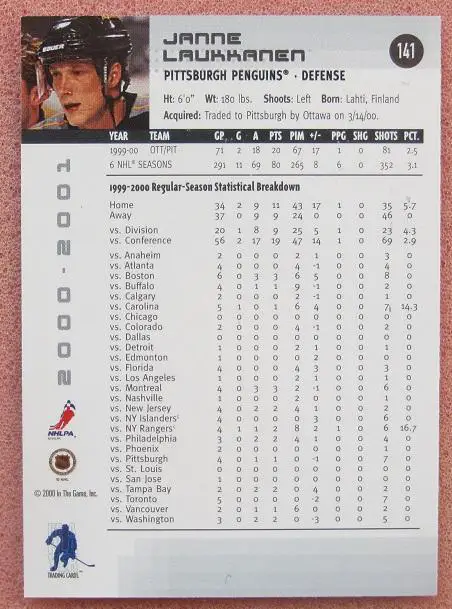 JANNE
LAUKKANEN
141
PITTSBURGH PENGUINS® · DEFENSE
Ht: 6'0" Wt: 180 lbs. Shoots: Left Born: Lahti, Finland
Acquired: Traded to Pittsburgh by Ottawa on 3/14/00.
YEAR TEAM GP. G A PTS PIM +/- PPG SHG SHOTS PCT.
1999-00 OTT/PIT 71 2 18 20 67 17 1 0 81 2.5
6 NHL® SEASONS 291 11 69 80 265 8 6 0 352 3.1
1999-2000 Regular-Season Statistical Breakdown
Home 34 2 9 11 43 17 1 0 35 5.7
Away 37 0 9 9 24 0 0 0 46 0
vs. Division 20 1 8 9 25 5 1 0 23 4.3
vs. Conference 56 2 17 19 47 14 1 0 69 2.9
vs. Anaheim 2 0 0 0 2 1 0 0 3 0
vs. Atlanta 4 0 0 0 4 -1 0 0 4 0
vs. Boston 6 0 3 3 6 5 0 0 8 0
vs. Buffalo 4 0 1 1 9 -1 0 0 2 0
vs. Calgary 2 0 0 0 2 -1 0 0 1 0
vs. Carolina 5 1 0 1 6 4 0 0 7 14.3
vs. Chicago 0 0 0 0 0 0 0 0 0 0
vs. Colorado 2 0 0 0 4 -1 0 0 2 0
vs. Dallas 0 0 0 0 0 0 0 0 0 0
vs. Detroit 1 0 0 0 2 1 0 0 1 0
vs. Edmonton 1 0 0 0 0 2 0 0 0 0
vs. Florida 4 0 0 0 4 3 0 0 3 0
vs. Los Angeles 1 0 0 0 2 1 0 0 1 0
vs. Montreal 4 0 3 3 2 -1 0 0 6 0
vs. Nashville 1 0 0 0 2 0 0 0 1 0
vs. New Jersey 4 0 2 2 4 1 0 0 2 0
vs. NY Islanders 4 0 0 0 0 3 0 0 6 0
vs. NY Rangers 4 1 1 2 8 2 1 0 6 16.7
vs. Philadelphia 3 0 2 2 4 1 0 0 4 0
vs. Phoenix 2 0 0 0 0 0 0 0 1 0
vs. Pittsburgh 4 0 1 1 0 -1 0 0 7 0
vs. St. Louis 0 0 0 0 0 0 0 0 0 0
vs. San Jose 1 0 0 0 0 0 0 0 1 0
vs. Tampa Bay 2 0 2 2 0 4 0 0 2 0
vs. Toronto 5 0 0 0 0 -2 0 0 7 0
vs. Vancouver 2 0 1 1 6 0 0 0 2 0
vs. Washington 3 0 2 2 0 -3 0 0 5 0
2000-2001
NHLPA
© 2000 In The Game, Inc.
TRADING CARDS
BAUER